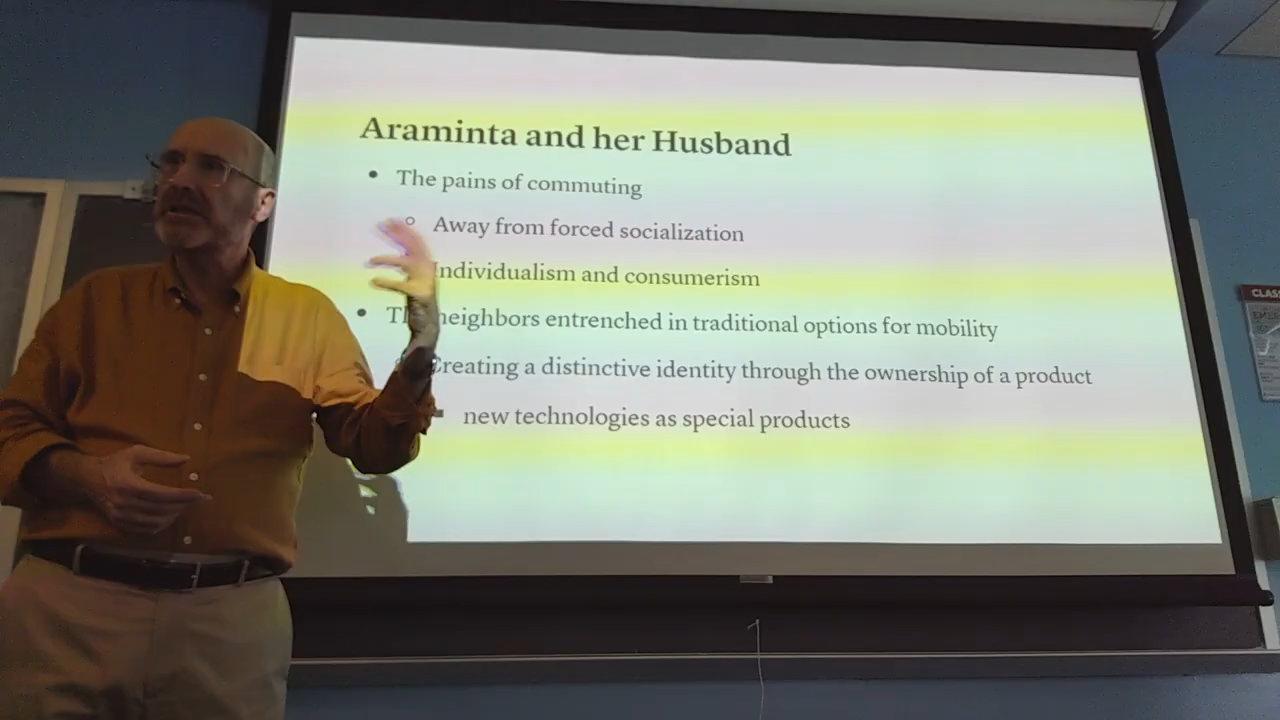 Araminta and her Husband
• The pains of commuting
○ Away from forced socialization
Individualism and consumerism
• neighbors entrenched in traditional options for mobility
Creating a distinctive identity through the ownership of a product
▪ new technologies as special products
CLAS